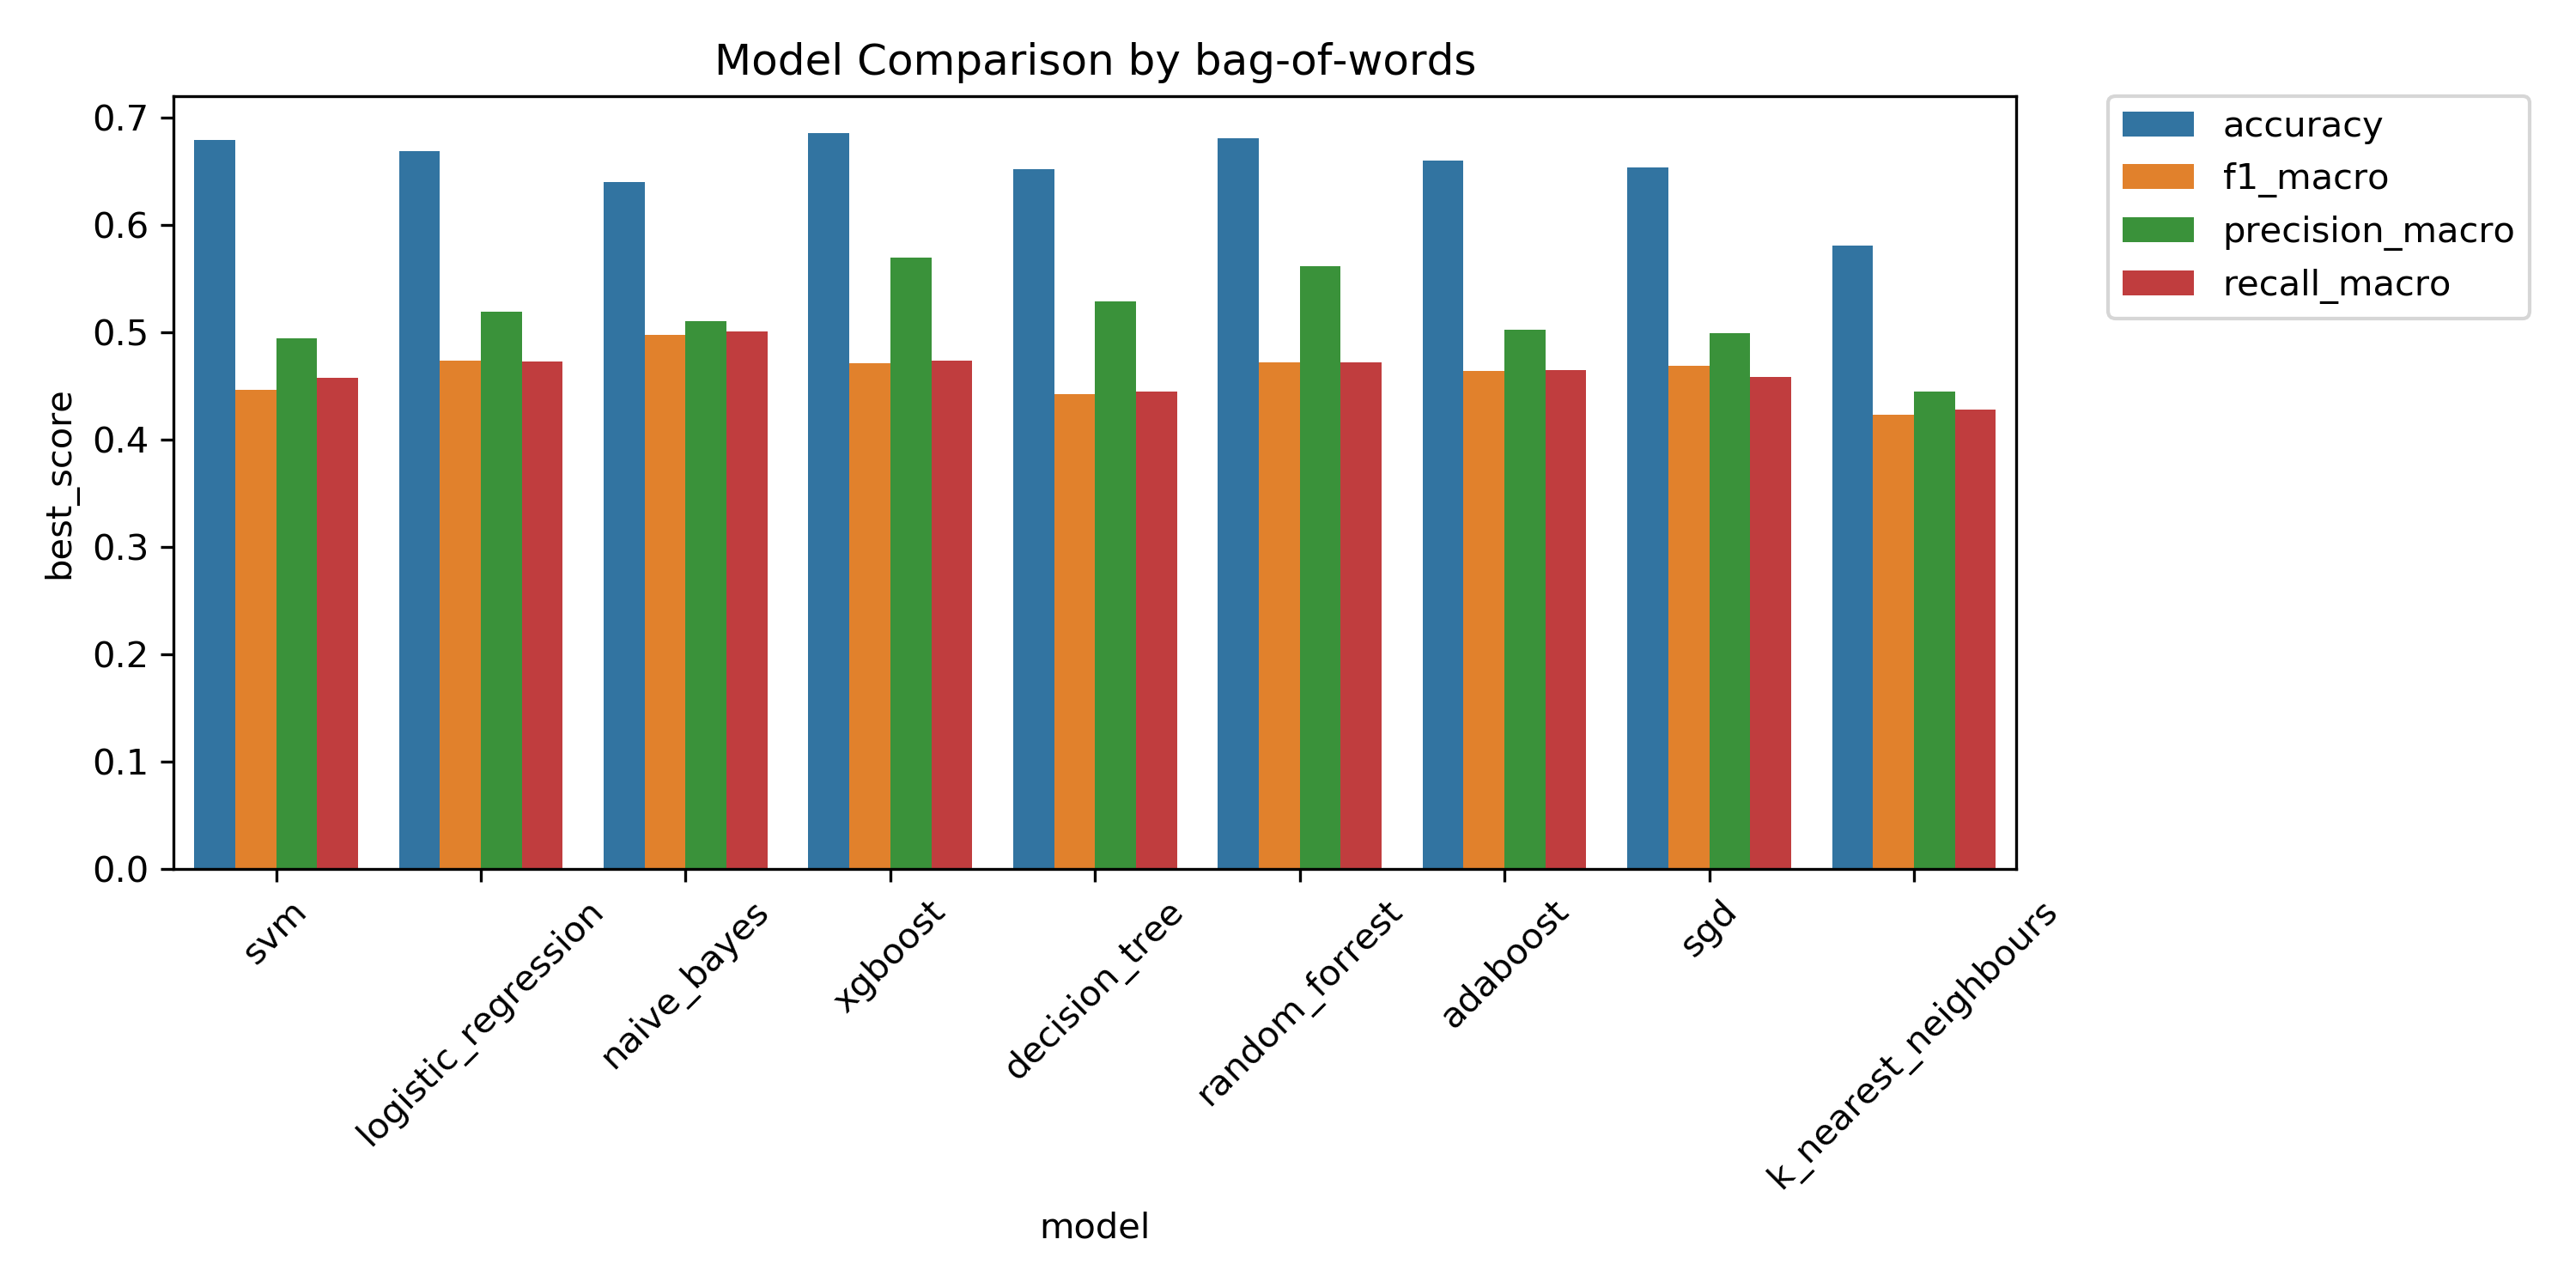 Model Comparison by bag-of-words
accuracy
f1_macro
precision_macro
recall_macro
best_score
0.7
0.6
0.5
0.4
0.3
0.2
0.1
0.0
svm
logistic_regression
naive_bayes
xgboost
decision_tree
random_forrest
adaboost
sgd
k_nearest_neighbours
model